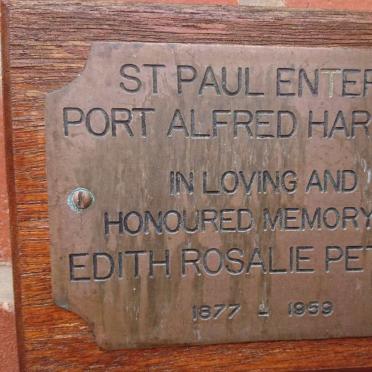 ST PAUL ENTER
PORT ALFRED HAR
IN LOVING AND
HONOURED MEMORY
EDITH ROSALIE PET
1877 - 1959